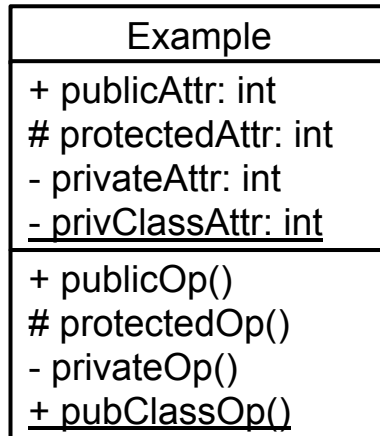 Example
+ publicAttr: int
# protectedAttr: int
- privateAttr: int
- privClassAttr: int
+ publicOp()
# protectedOp()
- privateOp()
+ pubClassOp()